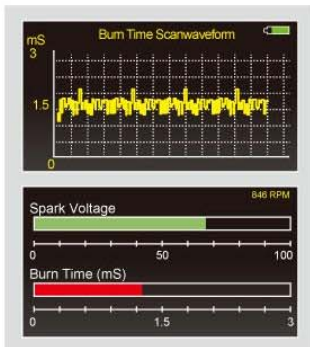 Burn Time Scanwaveform
mS
3
1.5
0
846 RPM
Spark Voltage
0 50 100
Burn Time (mS)
0 1.5 3